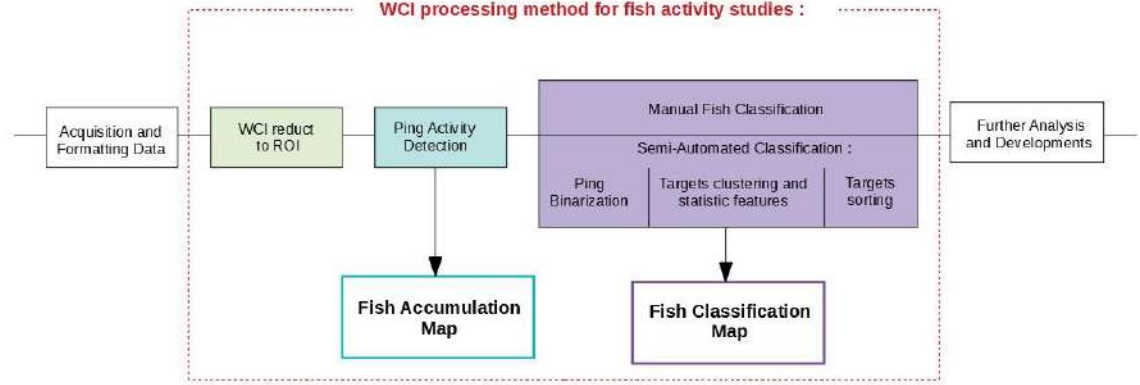 WCI processing method for fish activity studies :
Acquisition and
Formatting Data
WCI reduct
to ROI
Ping Activity
Detection
Manual Fish Classification
Semi-Automated Classification :
Ping
Binarization
Targets clustering and
statistic features
Targets
sorting
Further Analysis
and Developments
Fish Accumulation
Map
Fish Classification
Map